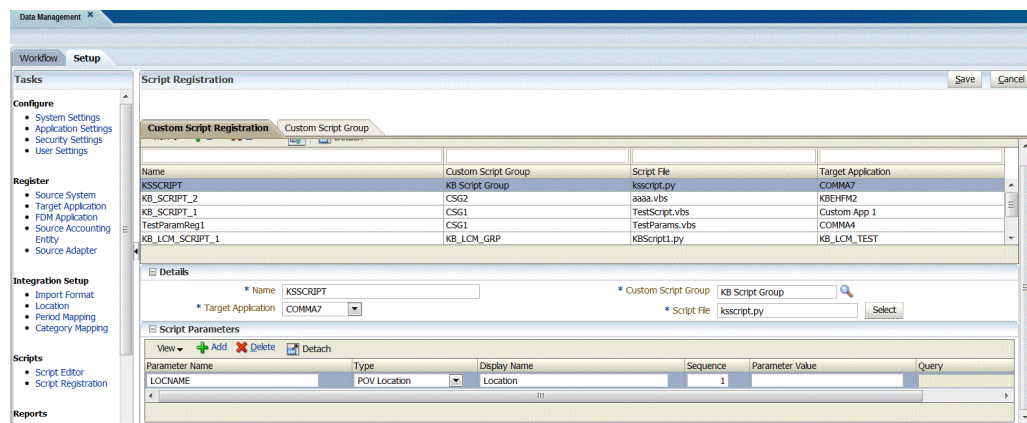 Data Management
Workflow Setup
Tasks
Script Registration
Save Cancel
Configure
System Settings
Application Settings
Security Settings
User Settings
Register
Source System
Target Application
FDM Application
Source Accounting
Entity
Source Adapter
Integration Setup
Import Format
Location
Period Mapping
Category Mapping
Scripts
Script Editor
Script Registration
Reports
Custom Script Registration Custom Script Group
Name Custom Script Group Script File Target Application
KSSCRIPT KB Script Group ksscript.py COMMA7
KB_SCRIPT_2 CSG2 aaaa.vbs KBEHFM2
KB_SCRIPT_1 CSG1 TestScript.vbs Custom App 1
TestParamReg1 CSG1 TestParams.vbs COMMA4
KB_LCM_SCRIPT_1 KB_LCM_GRP KBScript1.py KB_LCM_TEST
Details
* Name KSSCRIPT * Custom Script Group KB Script Group
* Target Application COMMA7 * Script File ksscript.py Select
Script Parameters
View Add Delete Detach
Parameter Name Type Display Name Sequence Parameter Value Query
LOCNAME POV Location Location 1